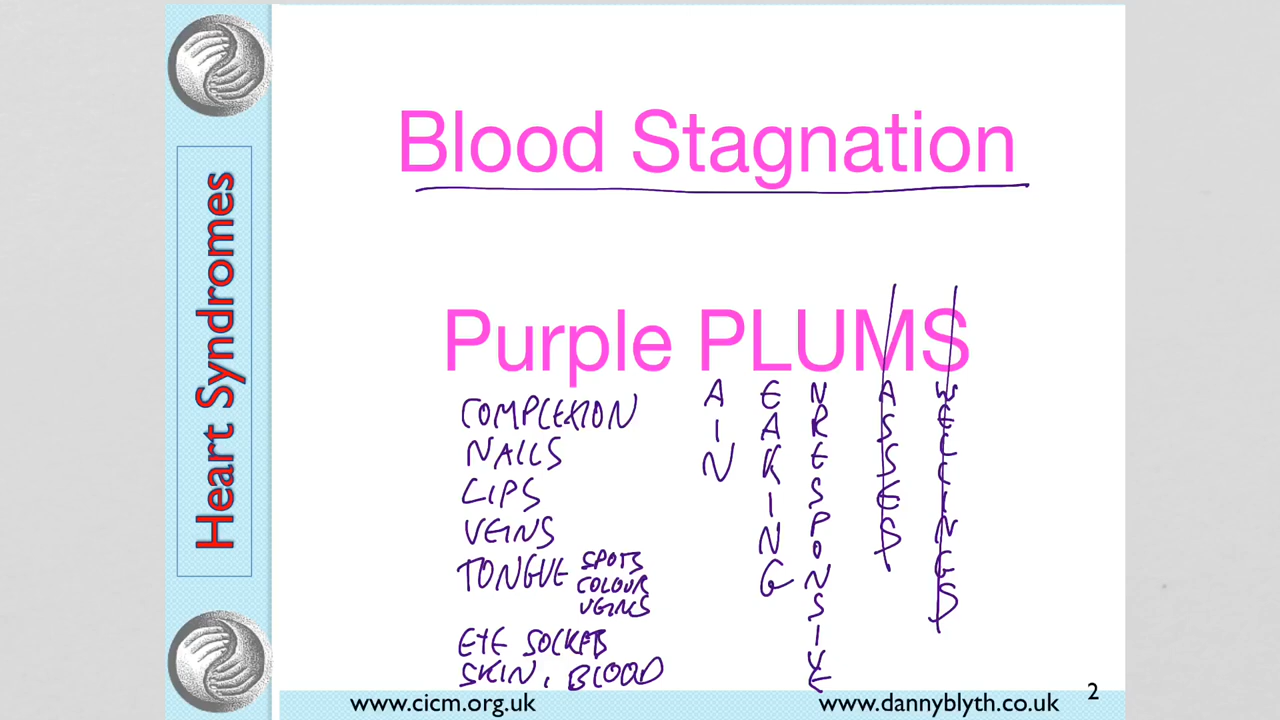 Heart Syndromes
Blood Stagnation
Purple PLUMS
COMPLEXION
NAILS
LIPS
VEINS
TONGUE SPOTS
COLOUR
VEINS
EYE SOCKETS
SKIN, BLOOD
AIN
EAKING
NRESPONSIVE
ASSES
WELLINGS
www.cicm.org.uk
www.dannyblyth.co.uk
2